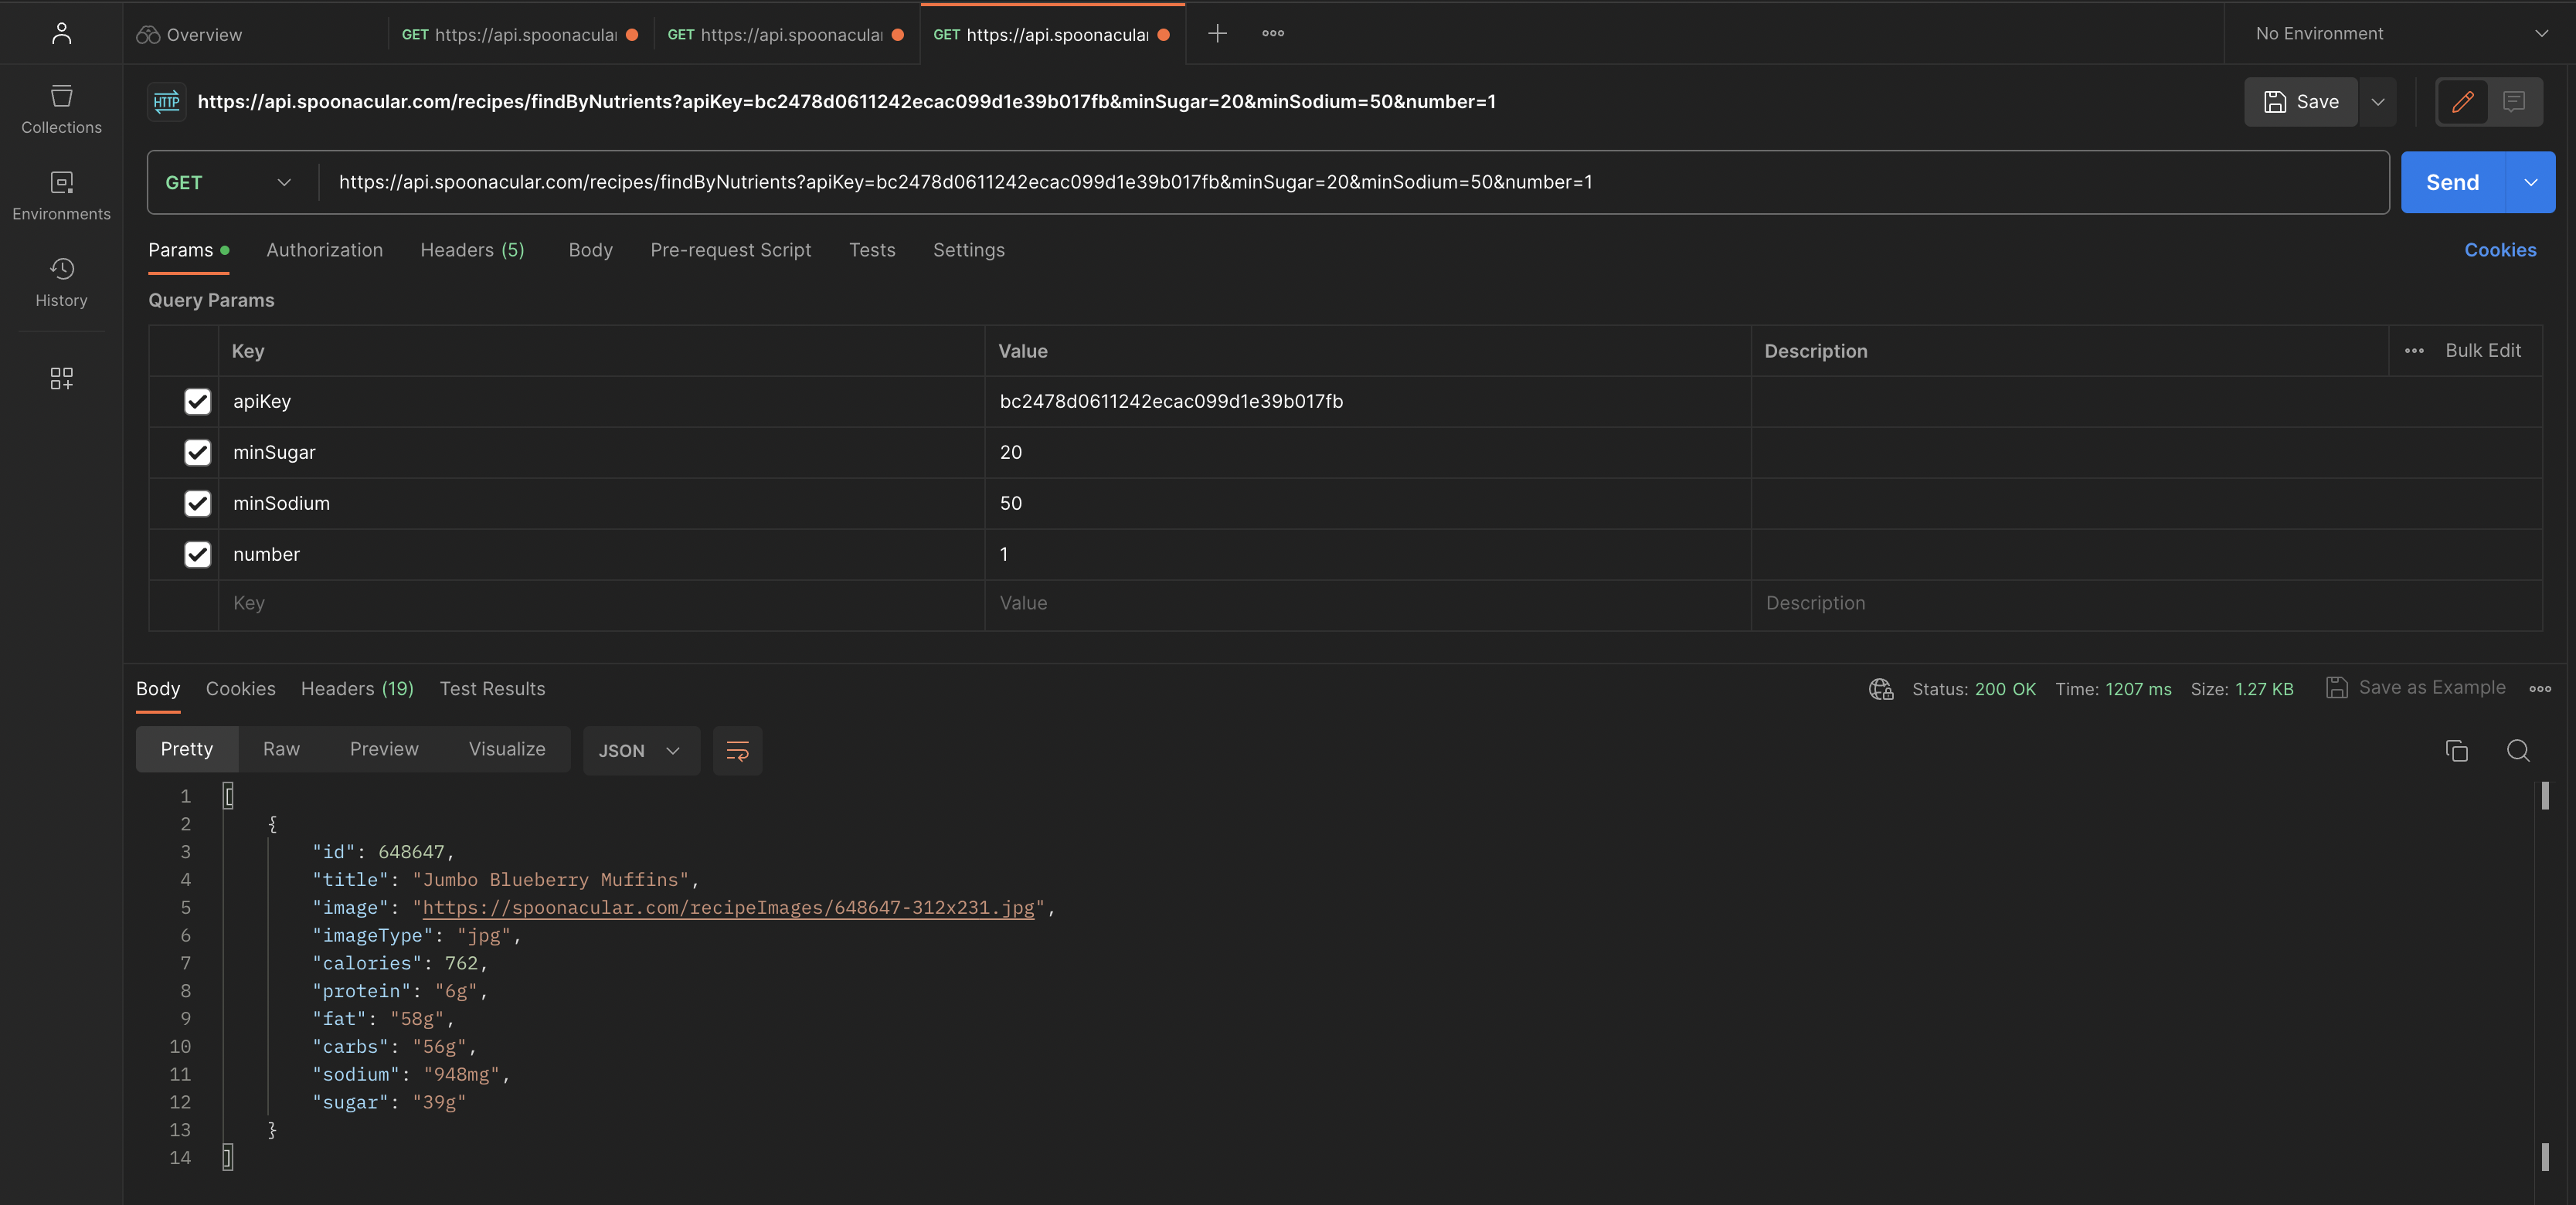 Overview
GET https://api.spoonacular
GET https://api.spoonacular
GET https://api.spoonacular
No Environment
Collections
Environments
History
HTTP https://api.spoonacular.com/recipes/findByNutrients?apiKey=bc2478d0611242ecac099d1e39b017fb&minSugar=20&minSodium=50&number=1
Save
GET https://api.spoonacular.com/recipes/findByNutrients?apiKey=bc2478d0611242ecac099d1e39b017fb&minSugar=20&minSodium=50&number=1
Send
Params Authorization Headers (5) Body Pre-request Script Tests Settings Cookies
Query Params
Key Value Description Bulk Edit
apiKey bc2478d0611242ecac099d1e39b017fb
minSugar 20
minSodium 50
number 1
Key Value Description
Body Cookies Headers (19) Test Results Status: 200 OK Time: 1207 ms Size: 1.27 KB Save as Example
Pretty Raw Preview Visualize JSON
1 [
2 {
3 "id": 648647,
4 "title": "Jumbo Blueberry Muffins",
5 "image": "https://spoonacular.com/recipeImages/648647-312x231.jpg",
6 "imageType": "jpg",
7 "calories": 762,
8 "protein": "6g",
9 "fat": "58g",
10 "carbs": "56g",
11 "sodium": "948mg",
12 "sugar": "39g"
13 }
14 ]